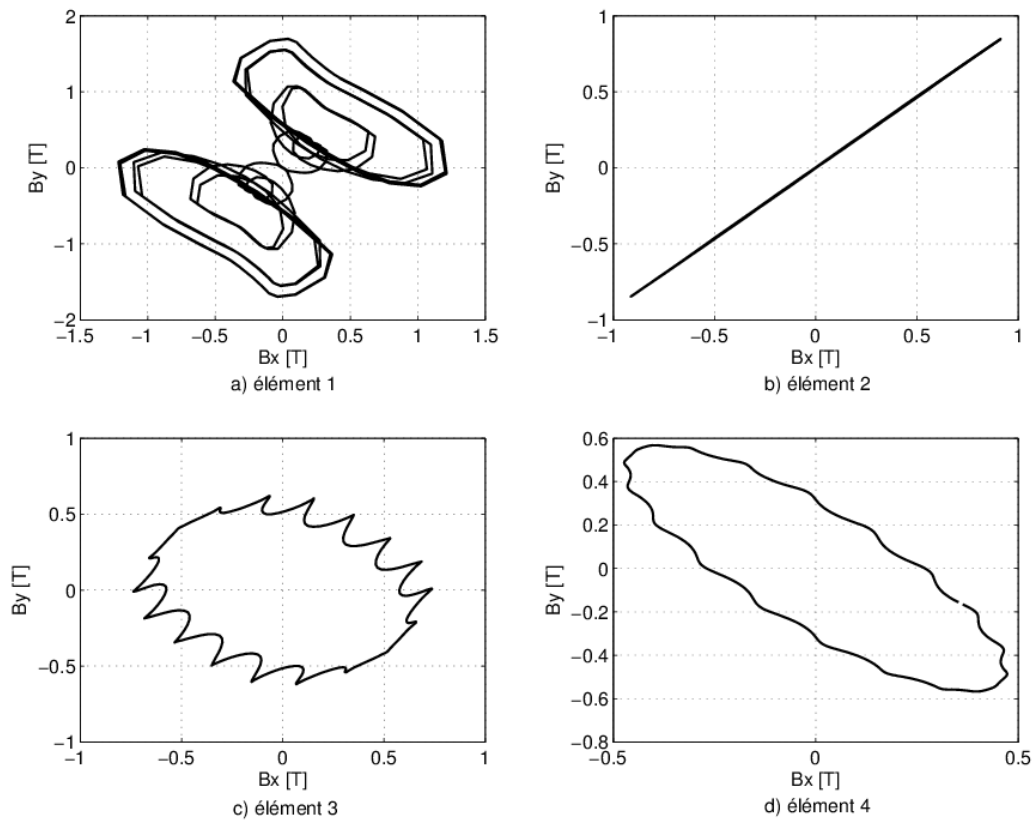 2
1
0
−1
−2
By [T]
−1.5 −1 −0.5 0 0.5 1 1.5
Bx [T]
a) élément 1
1
0.5
0
−0.5
−1
By [T]
−1 −0.5 0 0.5 1
Bx [T]
b) élément 2
1
0.5
0
−0.5
−1
By [T]
−1 −0.5 0 0.5 1
Bx [T]
c) élément 3
0.6
0.4
0.2
0
−0.2
−0.4
−0.6
−0.8
By [T]
−0.5 0 0.5
Bx [T]
d) élément 4